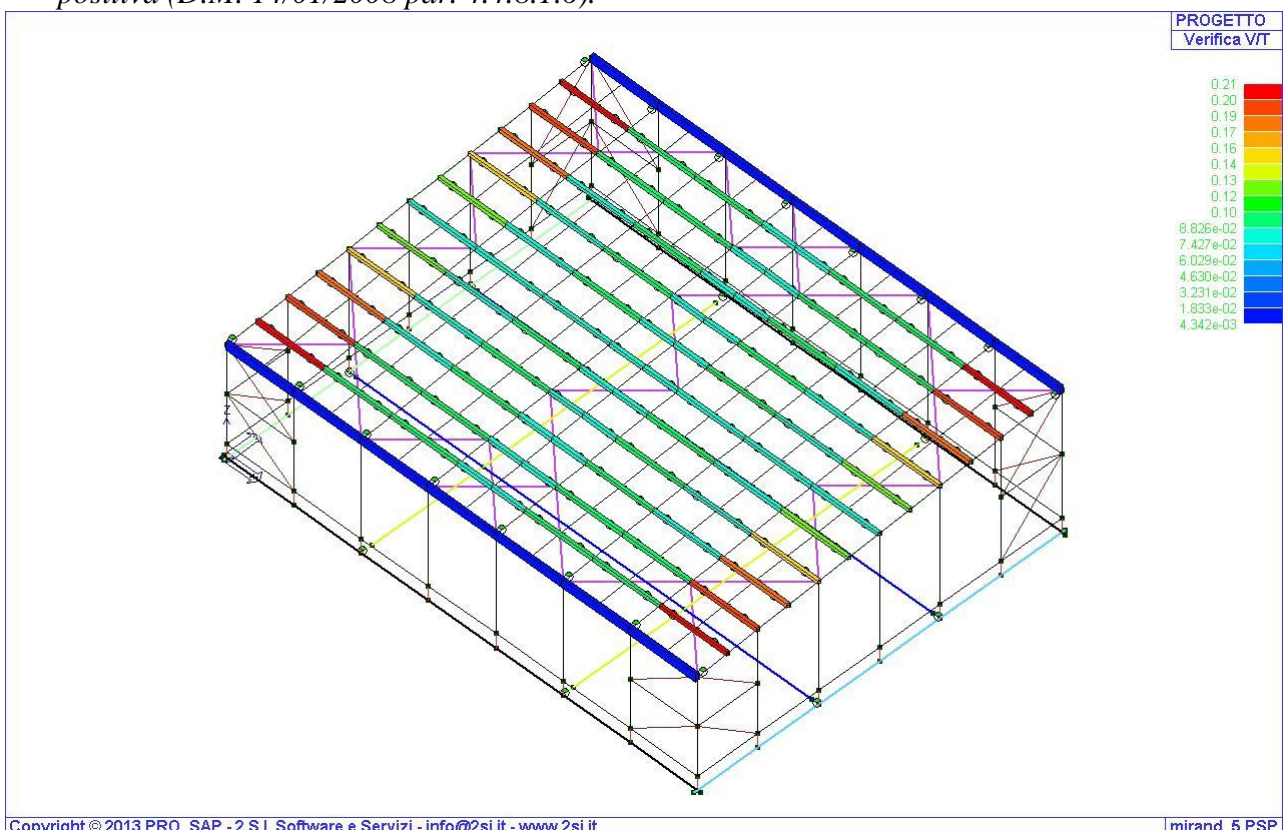 positiva (D.M. 14/01/2008 par. 4.4.8.1.6).
PROGETTO
Verifica V/T
0.21
0.20
0.19
0.17
0.16
0.14
0.13
0.12
0.10
8.826e-02
7.427e-02
6.029e-02
4.630e-02
3.231e-02
1.833e-02
4.342e-03
Z
Copyright © 2013 PRO_SAP - 2 S.I. Software e Servizi - info@2si.it - www.2si.it
mirand_5.PSP